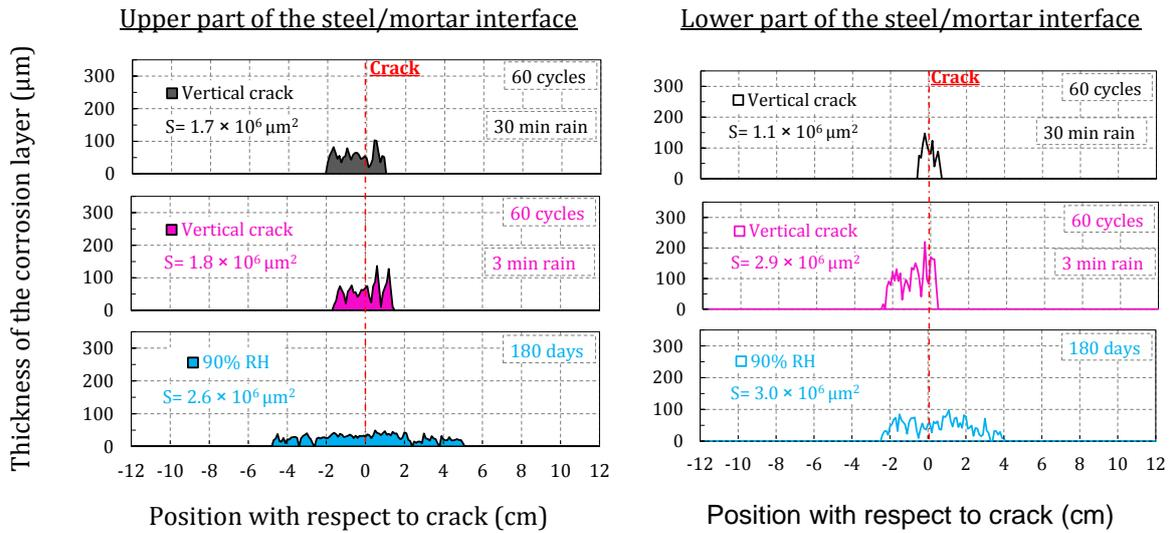 Upper part of the steel/mortar interface
Lower part of the steel/mortar interface
Thickness of the corrosion layer (µm)
300
200
100
0
Crack
Vertical crack
S= 1.7 × 10⁶ µm²
60 cycles
30 min rain
300
200
100
0
Vertical crack
S= 1.8 × 10⁶ µm²
60 cycles
3 min rain
300
200
100
0
90% RH
S= 2.6 × 10⁶ µm²
180 days
-12 -10 -8 -6 -4 -2 0 2 4 6 8 10 12
Position with respect to crack (cm)
300
200
100
0
Crack
Vertical crack
S= 1.1 × 10⁶ µm²
60 cycles
30 min rain
300
200
100
0
Vertical crack
S= 2.9 × 10⁶ µm²
60 cycles
3 min rain
300
200
100
0
90% RH
S= 3.0 × 10⁶ µm²
180 days
-12 -10 -8 -6 -4 -2 0 2 4 6 8 10 12
Position with respect to crack (cm)